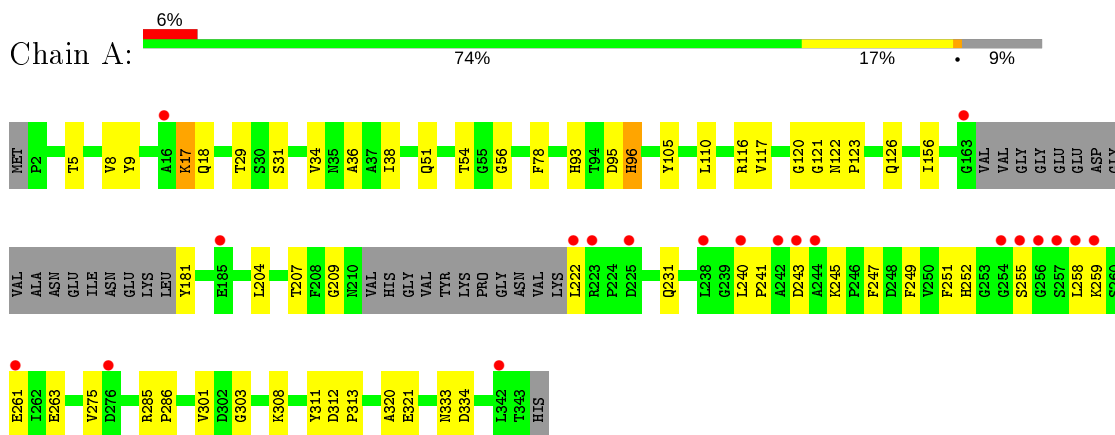 6%
Chain A:
74% 17% • 9%
MET P2 T5 V8 Y9 A16 K17 Q18 T29 S30 S31 V34 N35 A36 A37 I38 Q51 T54 G55 G56 F78 H93 T94 D95 H96 Y105 L110 R116 V117 G120 G121 N122 P123 Q126 I156 G163 VAL VAL GLY GLY GLU GLU ASP GLY
VAL ALA ASN GLU ILE ASN GLU LYS LEU Y181 E185 L204 T207 F208 G209 N210 VAL HIS GLY VAL TYR LYS PRO GLY ASN VAL LYS L222 R223 P224 D225 Q231 L238 G239 L240 P241 A242 D243 A244 K245 P246 F247 D248 F249 V250 F251 H252 G253 G254 S255 G256 S257 L258 K259 S260
E261 I262 E263 V275 D276 R285 P286 V301 D302 G303 K308 Y311 D312 P313 A320 E321 N333 D334 L342 T343 HIS